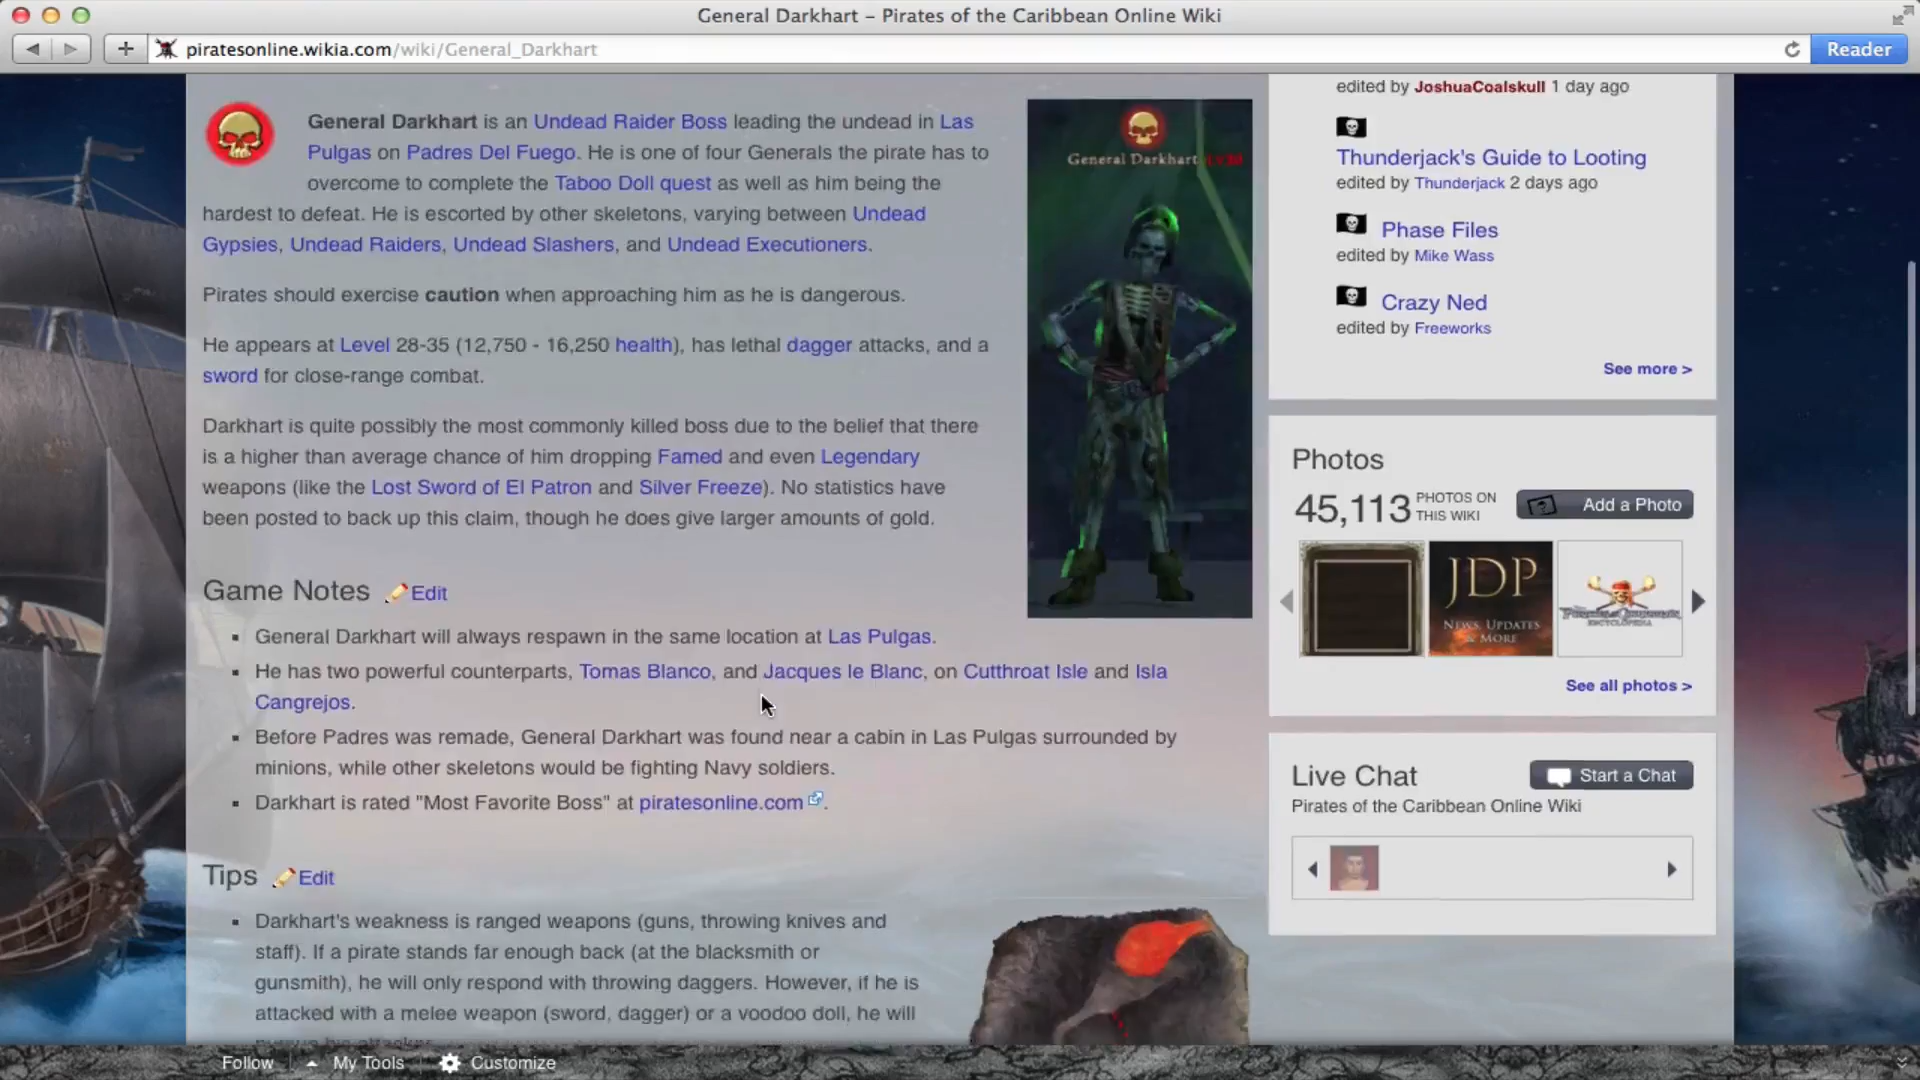 General Darkhart – Pirates of the Caribbean Online Wiki
piratesonline.wikia.com/wiki/General_Darkhart
Reader
General Darkhart is an Undead Raider Boss leading the undead in Las
Pulgas on Padres Del Fuego. He is one of four Generals the pirate has to
overcome to complete the Taboo Doll quest as well as him being the
hardest to defeat. He is escorted by other skeletons, varying between Undead
Gypsies, Undead Raiders, Undead Slashers, and Undead Executioners.
Pirates should exercise caution when approaching him as he is dangerous.
He appears at Level 28-35 (12,750 - 16,250 health), has lethal dagger attacks, and a
sword for close-range combat.
Darkhart is quite possibly the most commonly killed boss due to the belief that there
is a higher than average chance of him dropping Famed and even Legendary
weapons (like the Lost Sword of El Patron and Silver Freeze). No statistics have
been posted to back up this claim, though he does give larger amounts of gold.
General Darkhart
Game Notes Edit
General Darkhart will always respawn in the same location at Las Pulgas.
He has two powerful counterparts, Tomas Blanco, and Jacques le Blanc, on Cutthroat Isle and Isla
Cangrejos.
Before Padres was remade, General Darkhart was found near a cabin in Las Pulgas surrounded by
minions, while other skeletons would be fighting Navy soldiers.
Darkhart is rated "Most Favorite Boss" at piratesonline.com.
Tips Edit
Darkhart's weakness is ranged weapons (guns, throwing knives and
staff). If a pirate stands far enough back (at the blacksmith or
gunsmith), he will only respond with throwing daggers. However, if he is
attacked with a melee weapon (sword, dagger) or a voodoo doll, he will
edited by JoshuaCoalskull 1 day ago
Thunderjack's Guide to Looting
edited by Thunderjack 2 days ago
Phase Files
edited by Mike Wass
Crazy Ned
edited by Freeworks
See more >
Photos
45,113 PHOTOS ON
THIS WIKI
Add a Photo
JDP
NEWS, UPDATES
& MORE
See all photos >
Live Chat
Start a Chat
Pirates of the Caribbean Online Wiki
Follow
My Tools
Customize